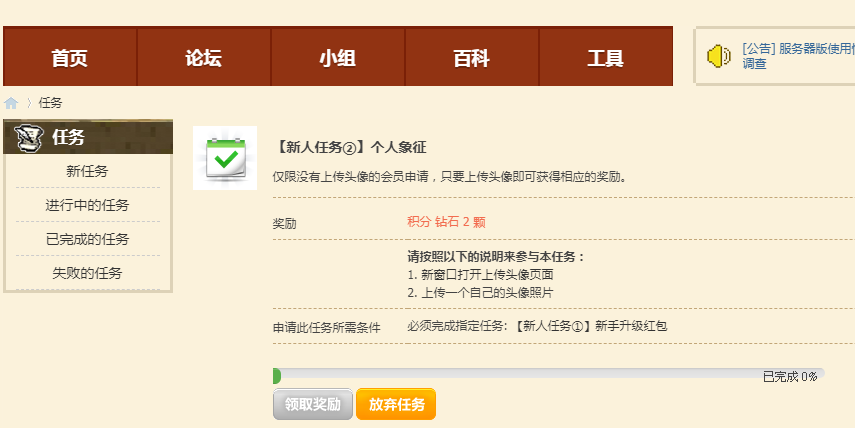 首页 论坛 小组 百科 工具
[公告] 服务器版使用
调查
任务
任务
新任务
进行中的任务
已完成的任务
失败的任务
【新人任务②】个人象征
仅限没有上传头像的会员申请，只要上传头像即可获得相应的奖励。
奖励 积分 钻石 2 颗
请按照以下的说明来参与本任务：
1. 新窗口打开上传头像页面
2. 上传一个自己的头像照片
申请此任务所需条件 必须完成指定任务: 【新人任务①】新手升级红包
已完成 0%
领取奖励 放弃任务